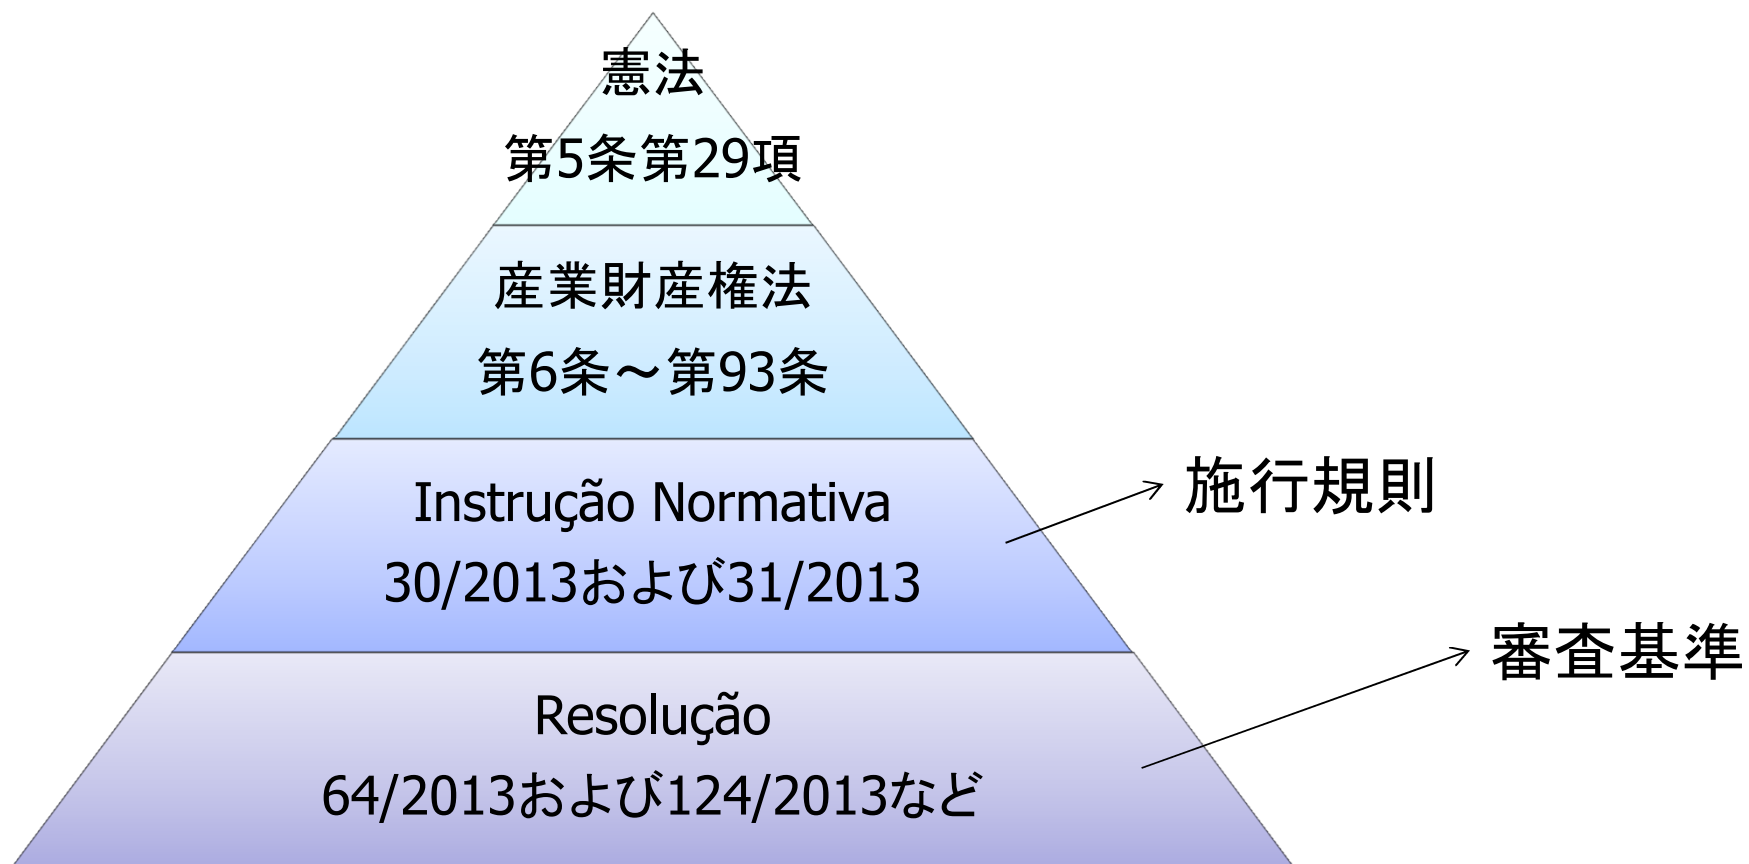 憲法
第5条第29項
産業財産権法
第6条～第93条
Instrução Normativa
30/2013および31/2013
施行規則
Resolução
64/2013および124/2013など
審査基準